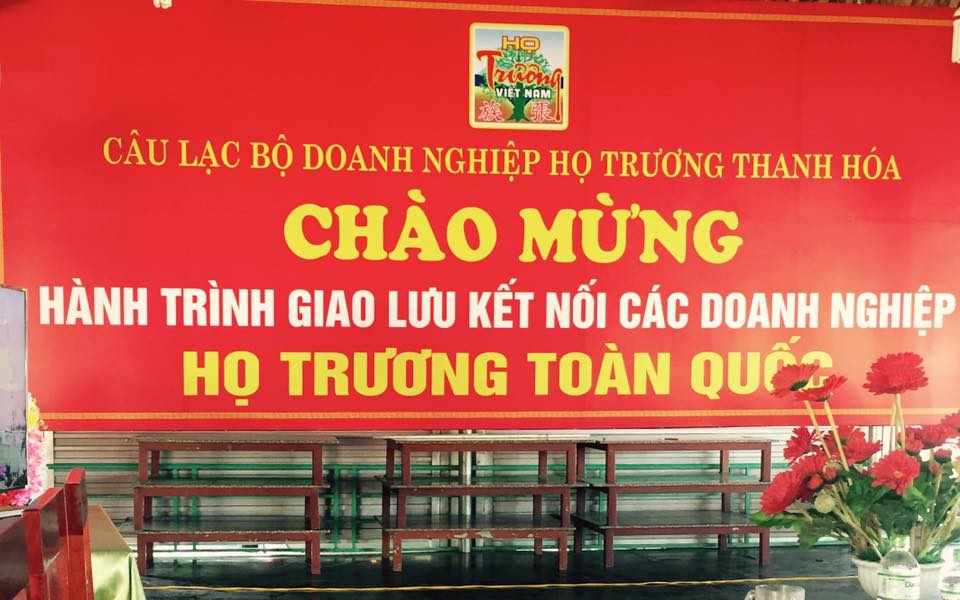 HỌ
Trương
VIỆT NAM
族 張
CÂU LẠC BỘ DOANH NGHIỆP HỌ TRƯƠNG THANH HÓA
CHÀO MỪNG
HÀNH TRÌNH GIAO LƯU KẾT NỐI CÁC DOANH NGHIỆP
HỌ TRƯƠNG TOÀN QUỐC